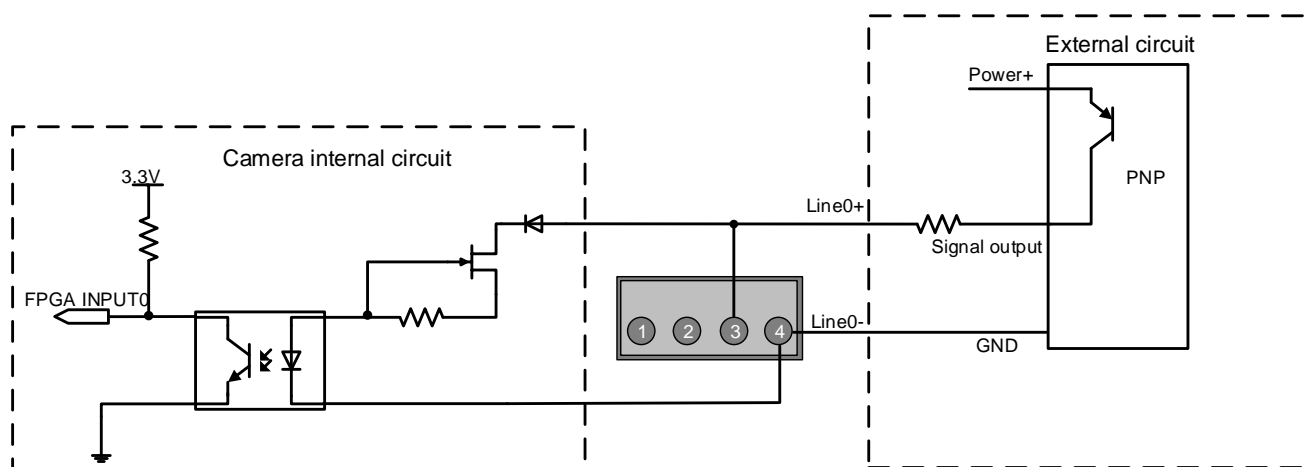 External circuit
Power+
Camera internal circuit
3.3V
PNP
Line0+
Signal output
FPGA INPUT0
1 2 3 4
Line0-
GND